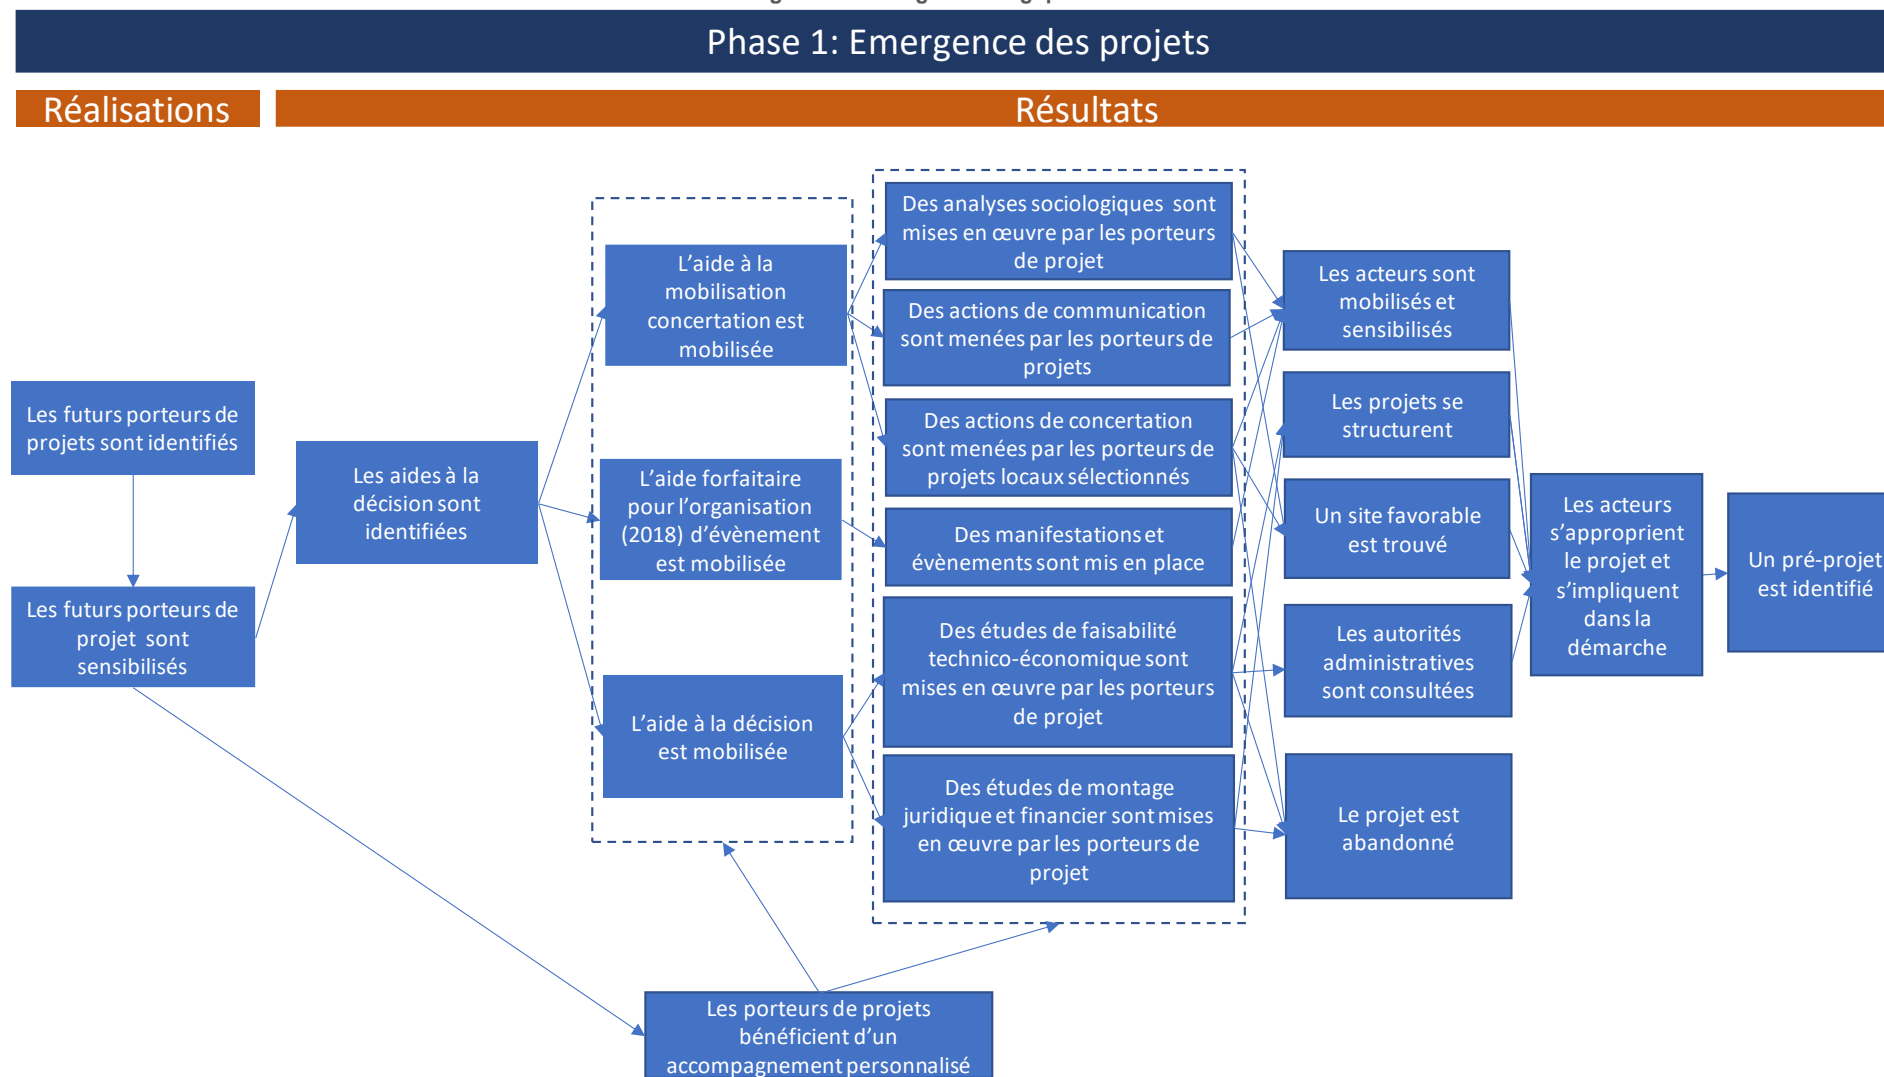 Phase 1: Emergence des projets
Réalisations
Résultats
Les futurs porteurs de
projets sont identifiés
Les futurs porteurs de
projet sont
sensibilisés
Les aides à la
décision sont
identifiées
L’aide à la
mobilisation
concertation est
mobilisée
L’aide forfaitaire
pour l’organisation
(2018) d’évènement
est mobilisée
L’aide à la décision
est mobilisée
Des analyses sociologiques sont
mises en œuvre par les porteurs
de projet
Des actions de communication
sont menées par les porteurs de
projets
Des actions de concertation
sont menées par les porteurs de
projets locaux sélectionnés
Des manifestations et
évènements sont mis en place
Des études de faisabilité
technico-économique sont
mises en œuvre par les porteurs
de projet
Des études de montage
juridique et financier sont mises
en œuvre par les porteurs de
projet
Les acteurs sont
mobilisés et
sensibilisés
Les projets se
structurent
Un site favorable
est trouvé
Les autorités
administratives
sont consultées
Le projet est
abandonné
Les acteurs
s’approprient
le projet et
s’impliquent
dans la
démarche
Un pré-projet
est identifié
Les porteurs de projets
bénéficient d’un
accompagnement personnalisé